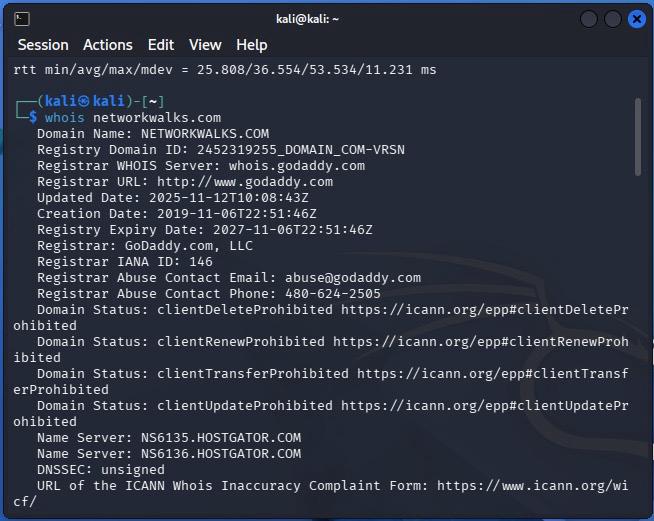 kali@kali: ~
Session Actions Edit View Help
rtt min/avg/max/mdev = 25.808/36.554/53.534/11.231 ms
┌──(kali㉿kali)-[~]
└─$ whois networkwalks.com
Domain Name: NETWORKWALKS.COM
Registry Domain ID: 2452319255_DOMAIN_COM-VRSN
Registrar WHOIS Server: whois.godaddy.com
Registrar URL: http://www.godaddy.com
Updated Date: 2025-11-12T10:08:43Z
Creation Date: 2019-11-06T22:51:46Z
Registry Expiry Date: 2027-11-06T22:51:46Z
Registrar: GoDaddy.com, LLC
Registrar IANA ID: 146
Registrar Abuse Contact Email: abuse@godaddy.com
Registrar Abuse Contact Phone: 480-624-2505
Domain Status: clientDeleteProhibited https://icann.org/epp#clientDeletePr
ohibited
Domain Status: clientRenewProhibited https://icann.org/epp#clientRenewProh
ibited
Domain Status: clientTransferProhibited https://icann.org/epp#clientTransf
erProhibited
Domain Status: clientUpdateProhibited https://icann.org/epp#clientUpdatePr
ohibited
Name Server: NS6135.HOSTGATOR.COM
Name Server: NS6136.HOSTGATOR.COM
DNSSEC: unsigned
URL of the ICANN Whois Inaccuracy Complaint Form: https://www.icann.org/wi
cf/